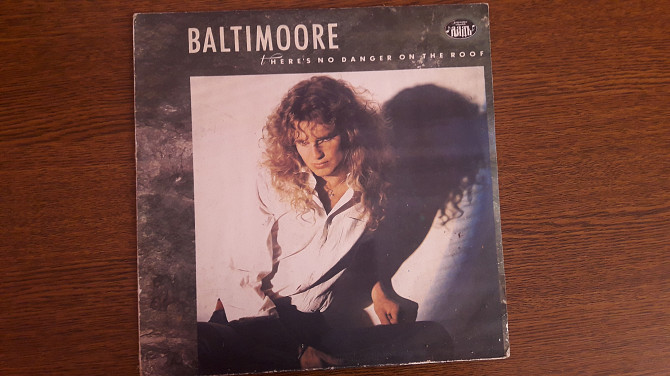 BALTIMOORE
THERE'S NO DANGER ON THE ROOF